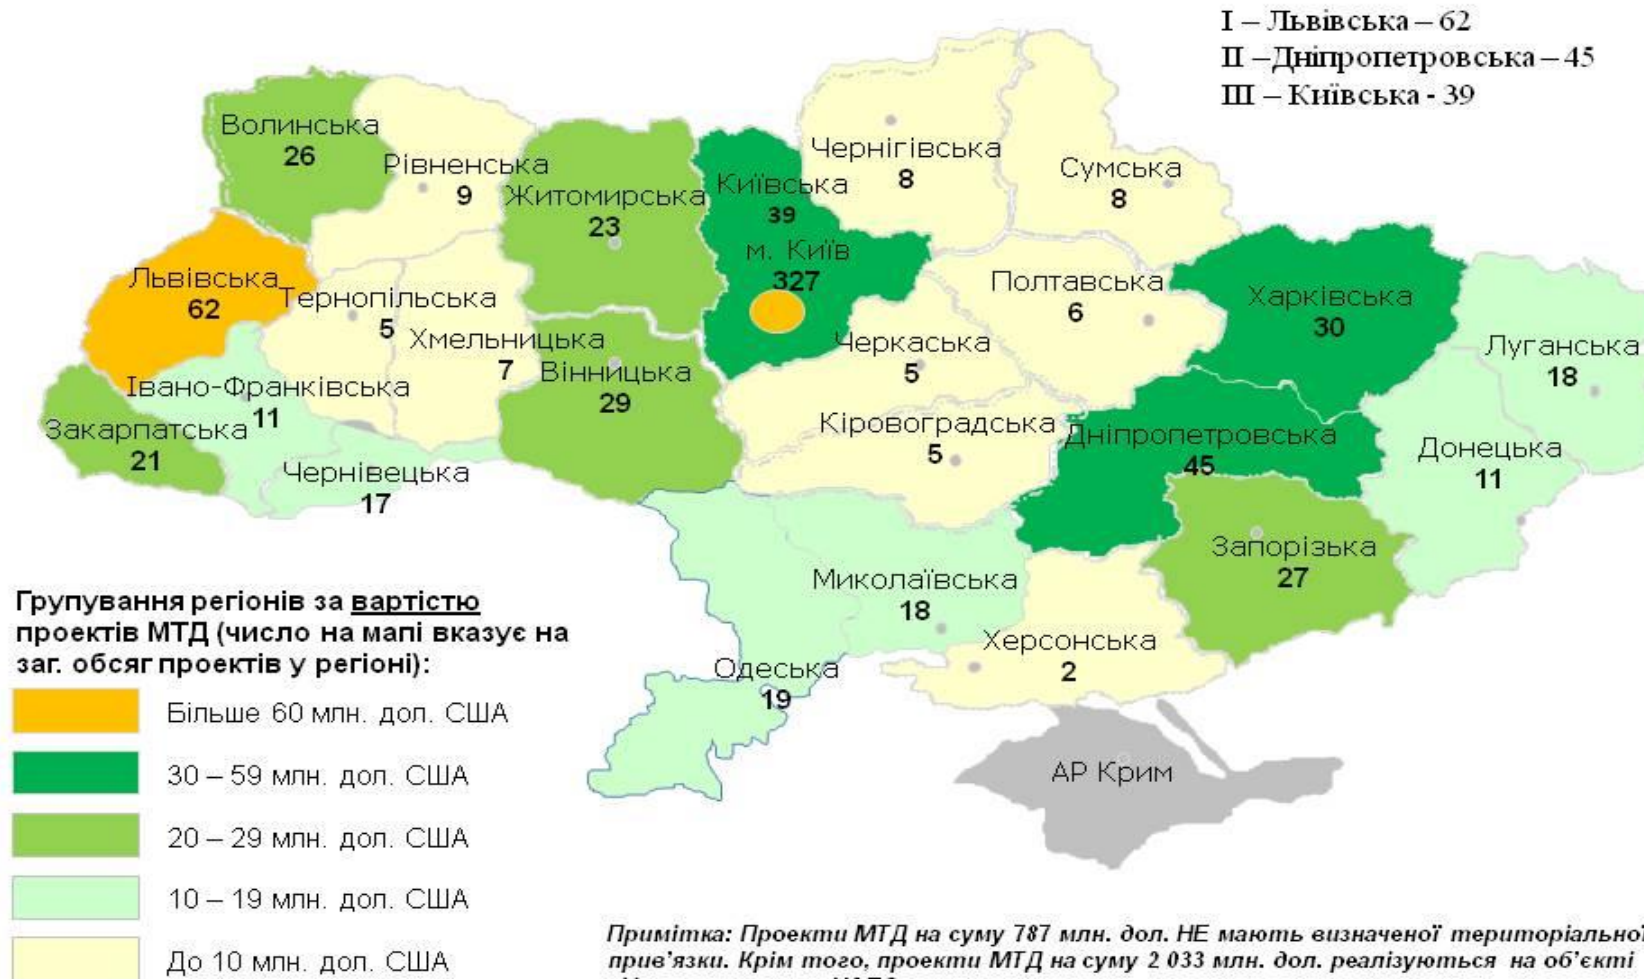 I – Львівська – 62
II –Дніпропетровська – 45
III – Київська - 39
Волинська
26
Рівненська
9
Житомирська
23
Київська
39
м. Київ
327
Чернігівська
8
Сумська
8
Львівська
62
Тернопільська
5
Хмельницька
7
Вінницька
29
Черкаська
5
Полтавська
6
Харківська
30
Луганська
18
Івано-Франківська
11
Закарпатська
21
Чернівецька
17
Кіровоградська
5
Дніпропетровська
45
Донецька
11
Запорізька
27
Миколаївська
18
Херсонська
2
Одеська
19
АР Крим
Групування регіонів за вартістю
проектів МТД (число на мапі вказує на
заг. обсяг проектів у регіоні):
Більше 60 млн. дол. США
30 – 59 млн. дол. США
20 – 29 млн. дол. США
10 – 19 млн. дол. США
До 10 млн. дол. США
Примітка: Проекти МТД на суму 787 млн. дол. НЕ мають визначеної територіальної
прив'язки. Крім того, проекти МТД на суму 2 033 млн. дол. реалізуються на об'єкті